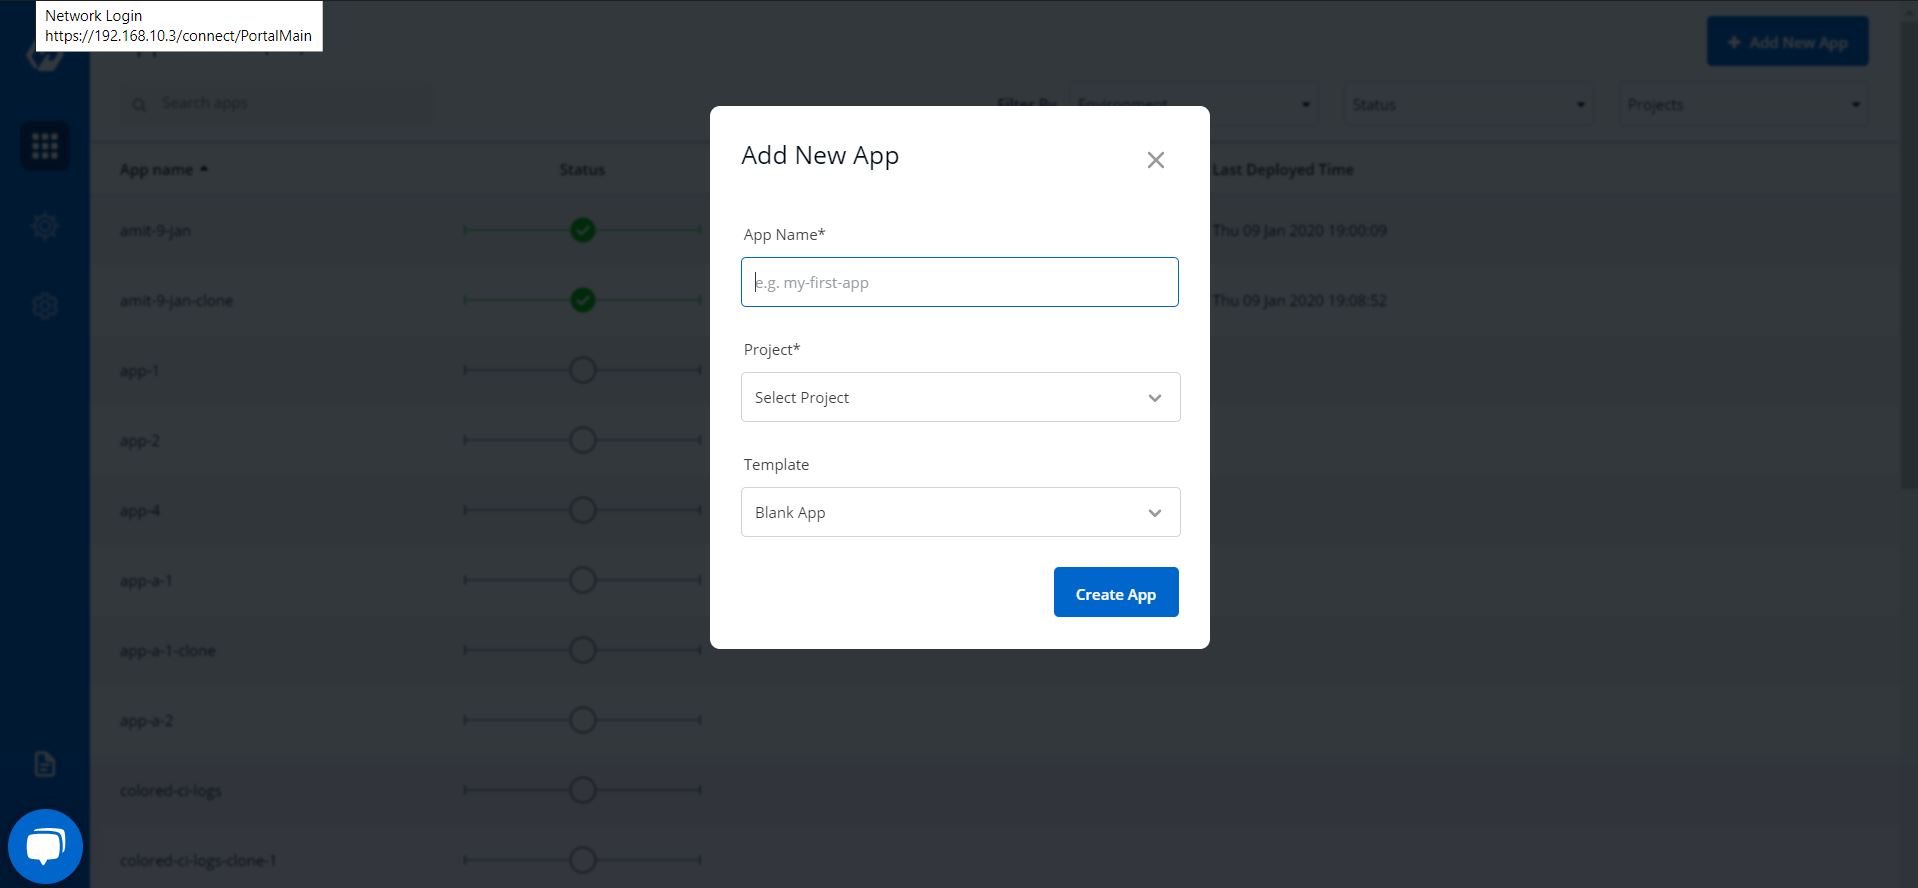 Network Login
https://192.168.10.3/connect/PortalMain
+ Add New App
Search apps
Filter By
Environment
Status
Projects
App name
Status
Last Deployed Time
amit-9-jan
Thu 09 Jan 2020 19:00:09
amit-9-jan-clone
Thu 09 Jan 2020 19:08:52
app-1
app-2
app-4
app-a-1
app-a-1-clone
app-a-2
colored-ci-logs
colored-ci-logs-clone-1
Add New App
App Name*
e.g. my-first-app
Project*
Select Project
Template
Blank App
Create App